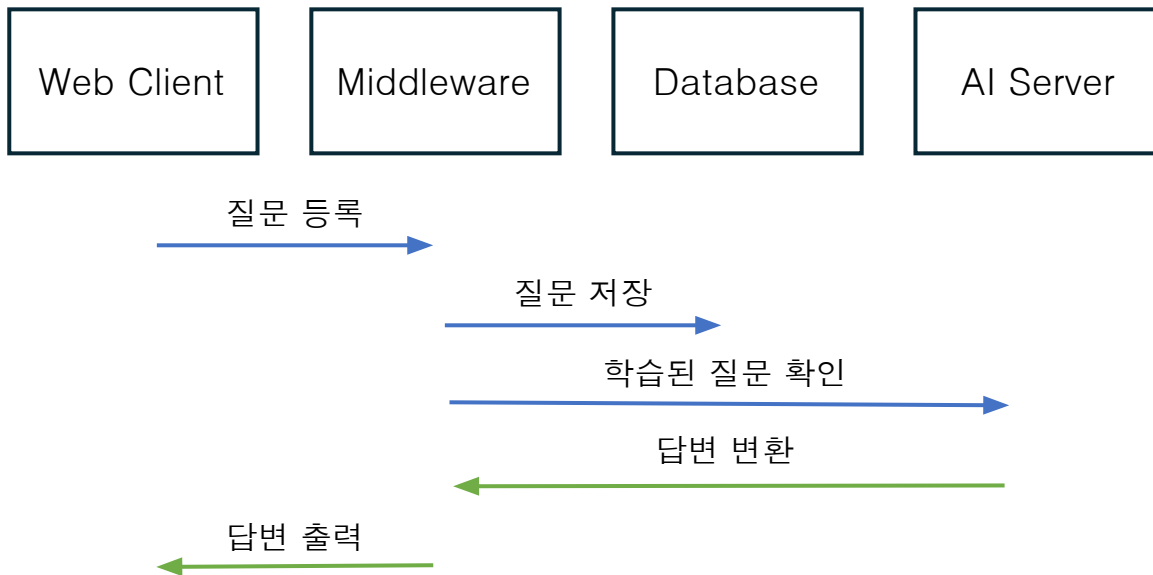 Web Client
Middleware
Database
AI Server
질문 등록
질문 저장
학습된 질문 확인
답변 변환
답변 출력